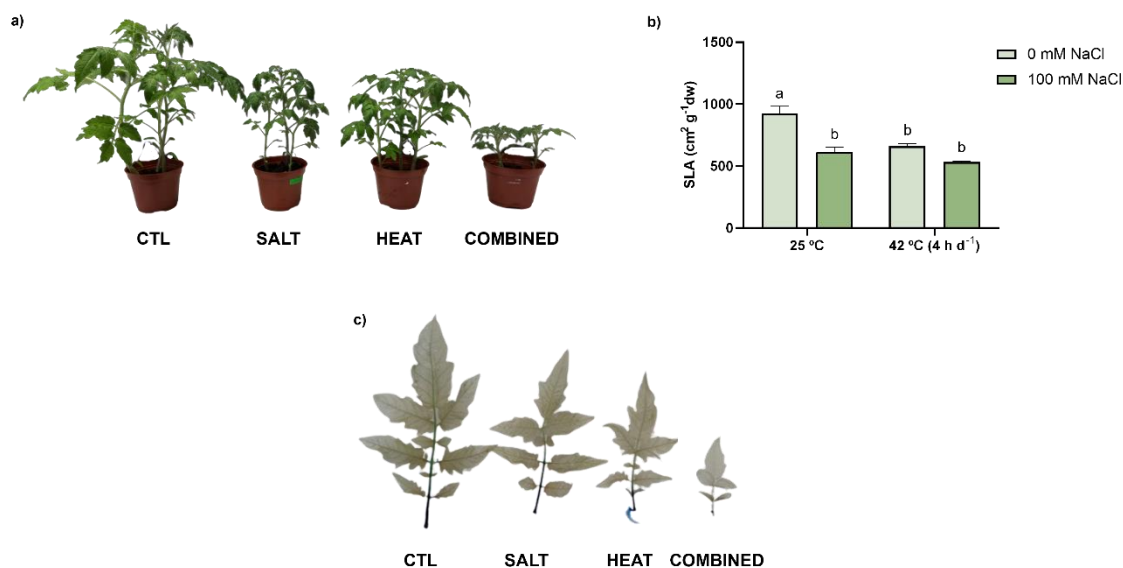 a)
CTL SALT HEAT COMBINED
b)
1500
1000
500
0
SLA (cm² g⁻¹dw)
a
b
b
b
25 ºC 42 ºC (4 h d⁻¹)
0 mM NaCl
100 mM NaCl
c)
CTL SALT HEAT COMBINED